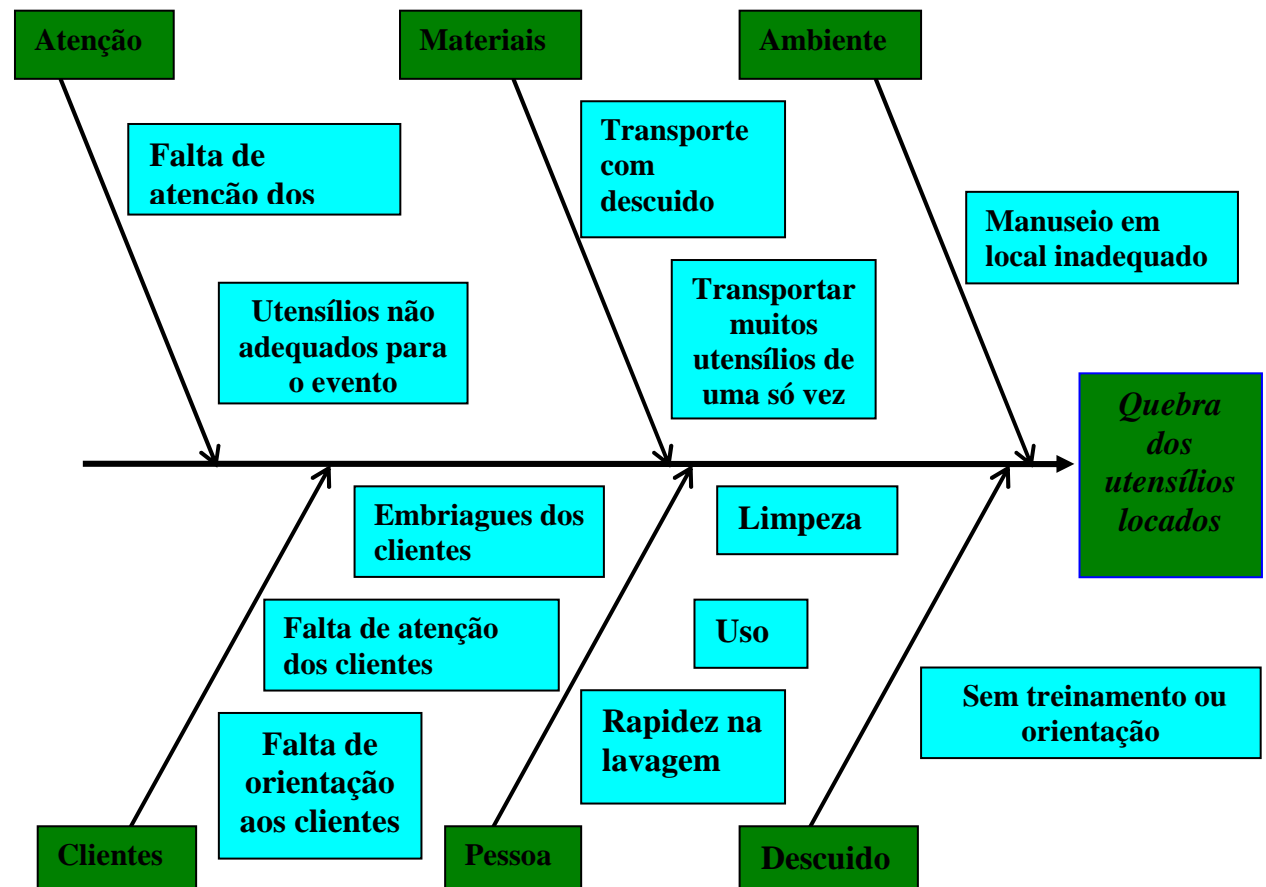 Atenção
Materiais
Ambiente
Falta de
atenção dos
Transporte
com
descuido
Manuseio em
local inadequado
Utensílios não
adequados para
o evento
Transportar
muitos
utensílios de
uma só vez
Quebra
dos
utensílios
locados
Embriagues dos
clientes
Limpeza
Falta de atenção
dos clientes
Uso
Sem treinamento ou
orientação
Rapidez na
lavagem
Falta de
orientação
aos clientes
Clientes
Pessoa
Descuido